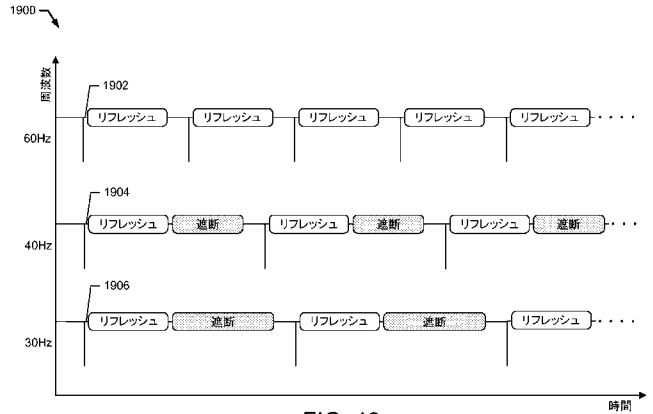 1900
周波数
1902
リフレッシュ リフレッシュ リフレッシュ リフレッシュ リフレッシュ ....
60Hz
1904
リフレッシュ 遮断 リフレッシュ 遮断 リフレッシュ 遮断 ....
40Hz
1906
リフレッシュ 遮断 リフレッシュ 遮断 リフレッシュ ....
30Hz
時間